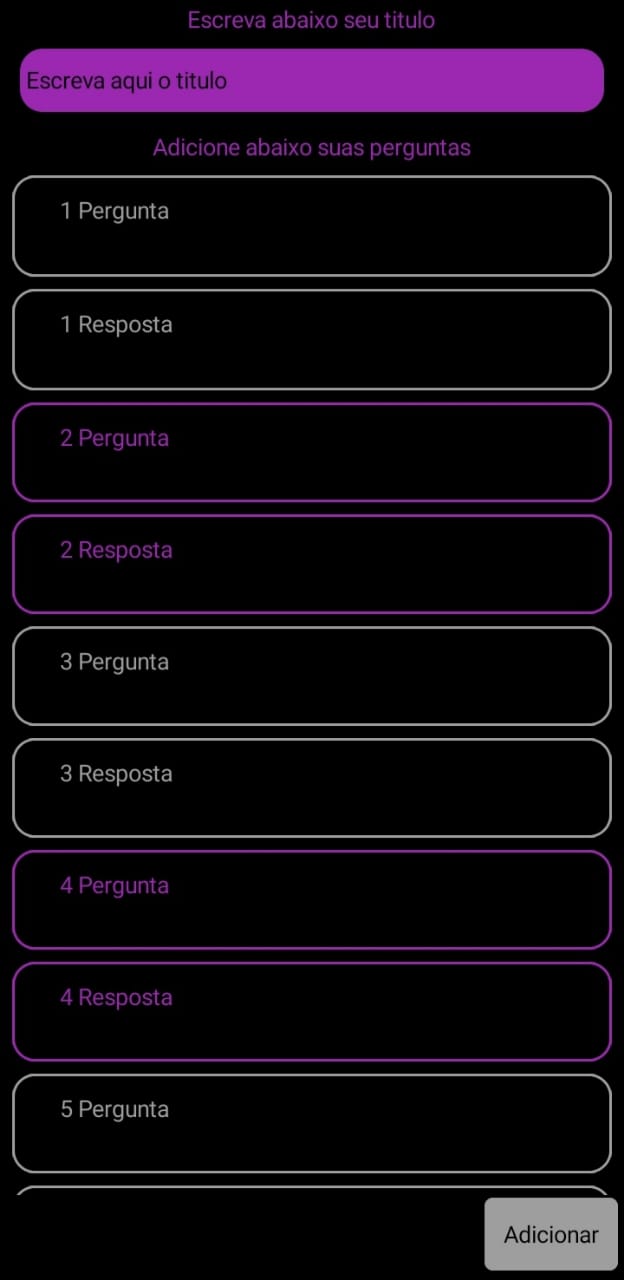 Escreva abaixo seu titulo
Escreva aqui o titulo
Adicione abaixo suas perguntas
1 Pergunta
1 Resposta
2 Pergunta
2 Resposta
3 Pergunta
3 Resposta
4 Pergunta
4 Resposta
5 Pergunta
Adicionar